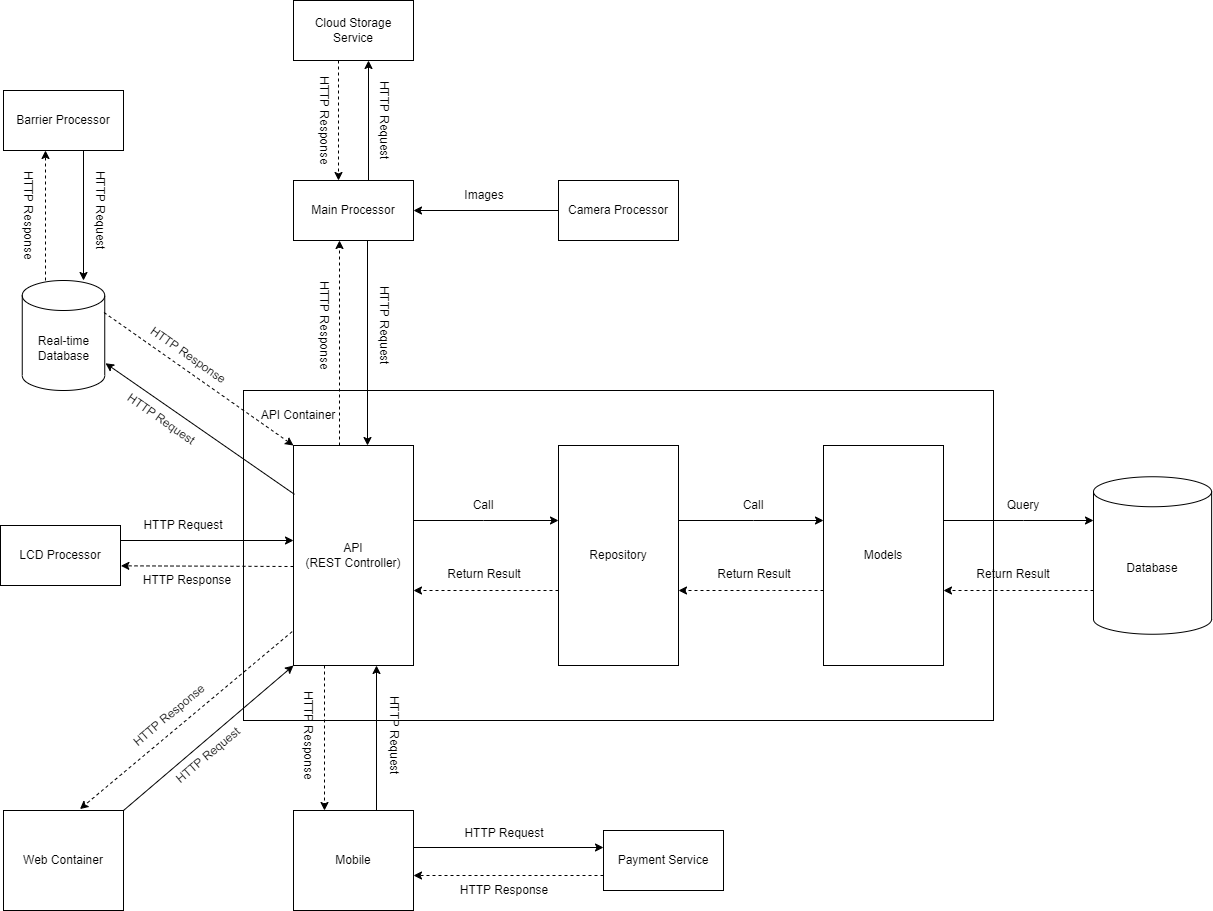 Cloud Storage
Service
HTTP Response
HTTP Request
Barrier Processor
HTTP Response
HTTP Request
Main Processor
Images
Camera Processor
HTTP Response
HTTP Request
Real-time
Database
HTTP Response
HTTP Request
API Container
LCD Processor
HTTP Request
HTTP Response
API
(REST Controller)
Call
Return Result
Repository
Call
Return Result
Models
Query
Return Result
Database
HTTP Response
HTTP Request
HTTP Response
HTTP Request
Web Container
Mobile
HTTP Request
HTTP Response
Payment Service